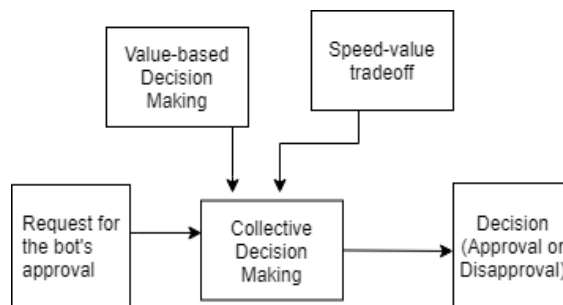 Value-based
Decision
Making
Speed-value
tradeoff
Request for
the bot's
approval
Collective
Decision
Making
Decision
(Approval or
Disapproval)